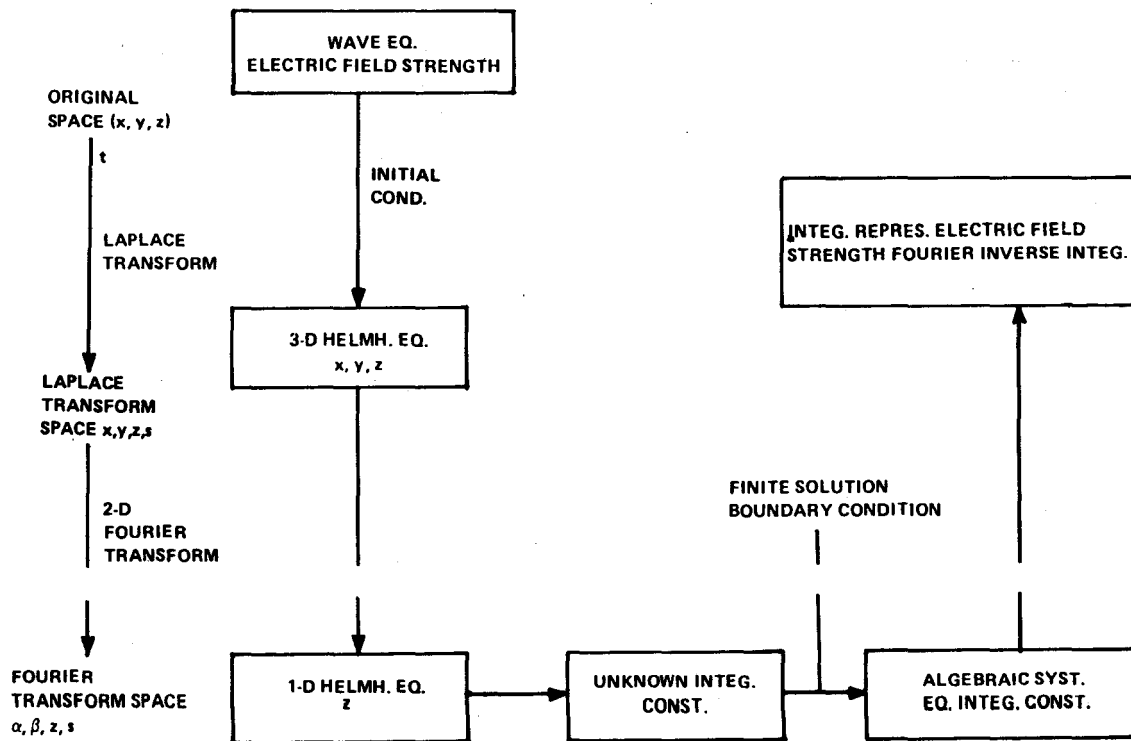 WAVE EQ.
ELECTRIC FIELD STRENGTH
ORIGINAL
SPACE (x, y, z)
t
INITIAL
COND.
LAPLACE
TRANSFORM
INTEG. REPRES. ELECTRIC FIELD
STRENGTH FOURIER INVERSE INTEG.
3-D HELMH. EQ.
x, y, z
LAPLACE
TRANSFORM
SPACE x,y,z,s
2-D
FOURIER
TRANSFORM
FINITE SOLUTION
BOUNDARY CONDITION
FOURIER
TRANSFORM SPACE
α, β, z, s
1-D HELMH. EQ.
z
UNKNOWN INTEG.
CONST.
ALGEBRAIC SYST.
EQ. INTEG. CONST.